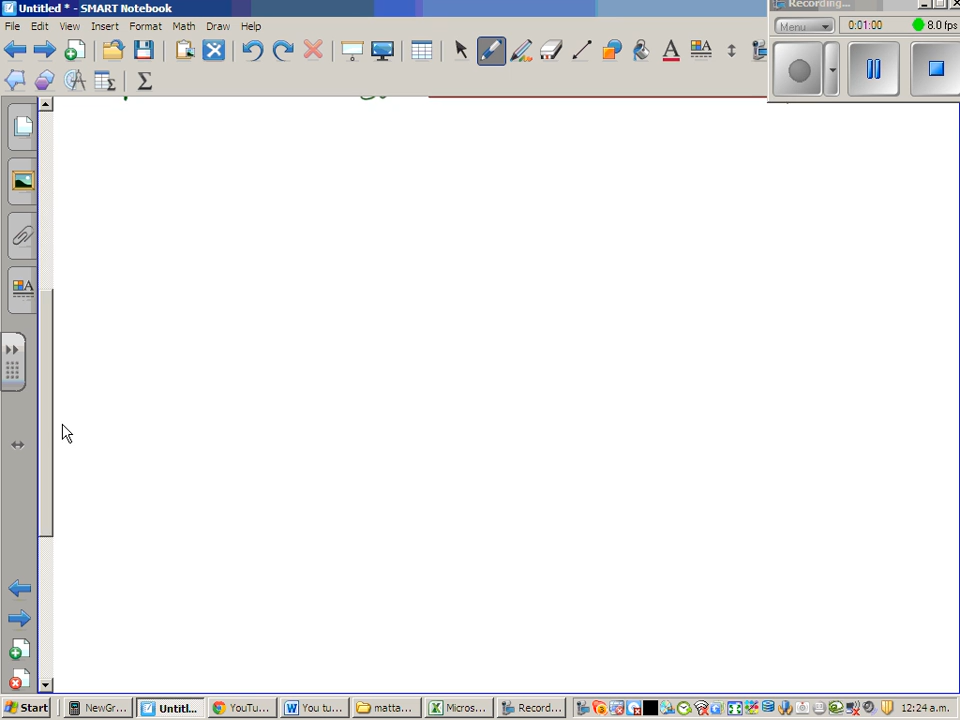 Untitled * - SMART Notebook
Recording...
File Edit View Insert Format Math Draw Help
Menu 0:01:00 8.0 fps
Start NewGr... Untitl... YouTu... You tu... matta... Micros... Record... 12:24 a.m.